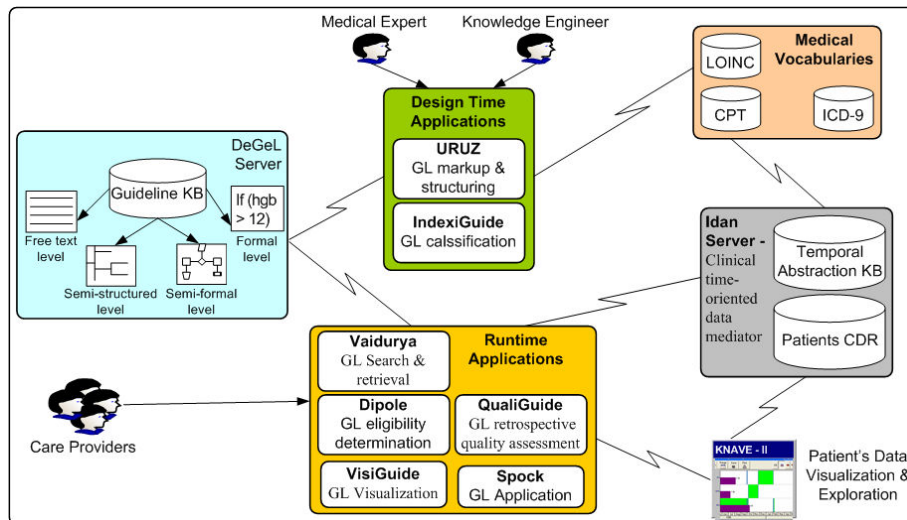 Medical Expert
Knowledge Engineer
Design Time
Applications
URUZ
GL markup &
structuring
IndexiGuide
GL calssification
Medical
Vocabularies
LOINC
CPT
ICD-9
DeGeL
Server
Guideline KB
If (hgb
> 12)
Free text
level
Formal
level
Semi-structured
level
Semi-formal
level
Idan
Server -
Clinical
time-
oriented
data
mediator
Temporal
Abstraction KB
Patients CDR
Runtime
Applications
Vaidurya
GL Search &
retrieval
Dipole
GL eligibility
determination
QualiGuide
GL retrospective
quality assessment
VisiGuide
GL Visualization
Spock
GL Application
Care Providers
KNAVE - II
Patient's Data
Visualization &
Exploration